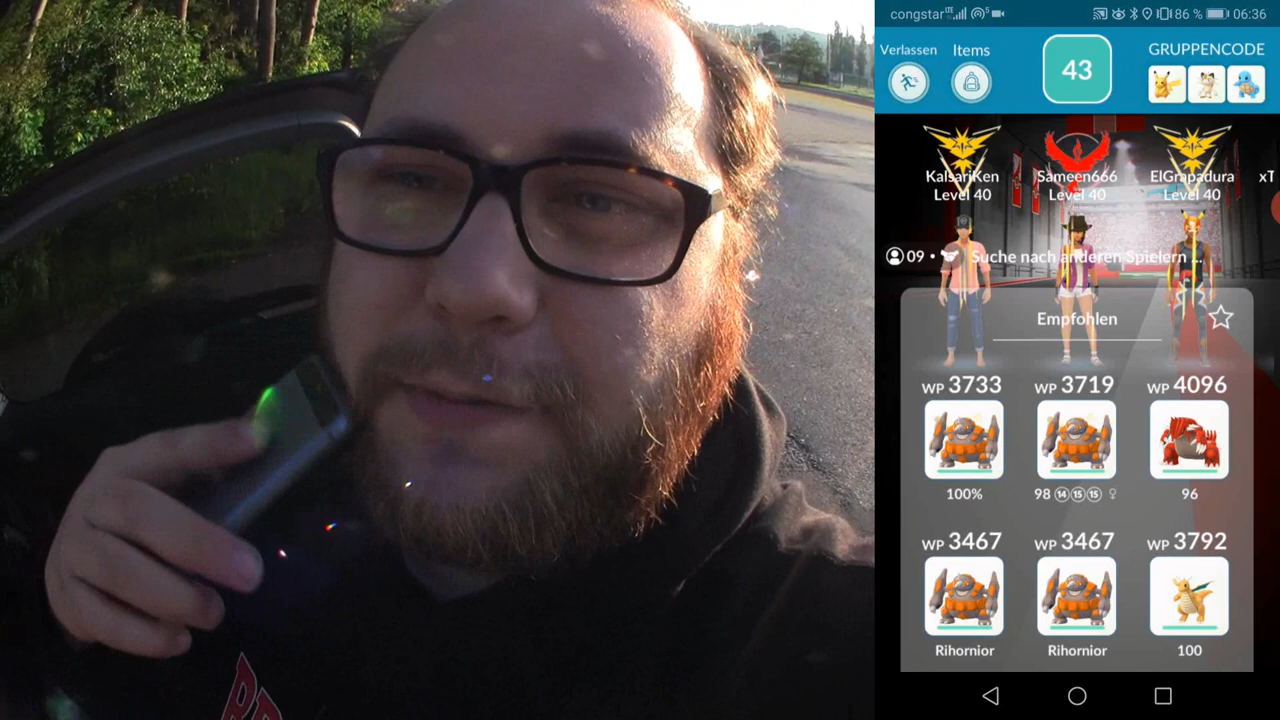 congstar
86 %
06:36
Verlassen
Items
43
GRUPPENCODE
KalsariKen
Level 40
Sameen666
Level 40
ElGrapadura
Level 40
xT
09 • Suche nach anderen Spielern ...
Empfohlen
WP 3733
WP 3719
WP 4096
100%
98 14 15 15 ♀
96
WP 3467
WP 3467
WP 3792
Rihornior
Rihornior
100